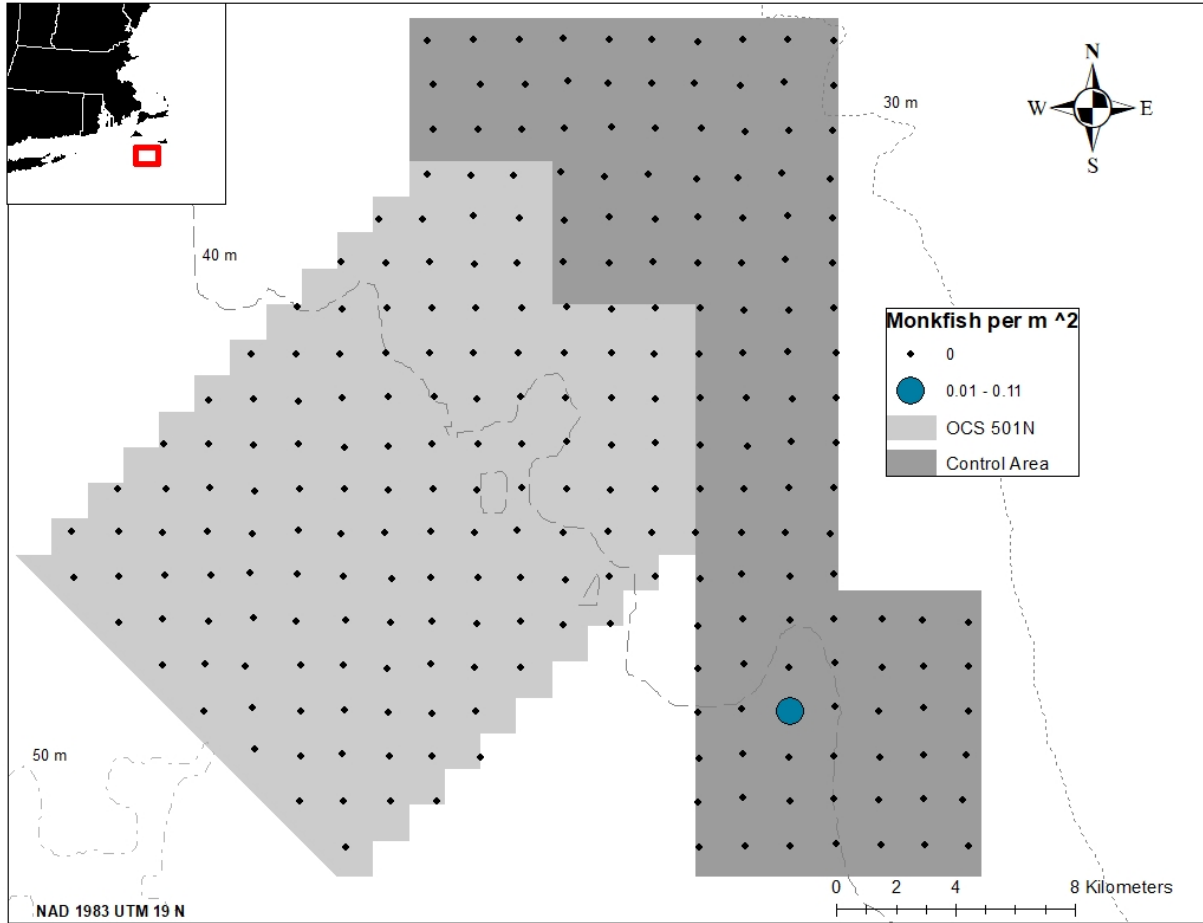 N
W E
S
30 m
40 m
Monkfish per m ^2
0
0.01 - 0.11
OCS 501N
Control Area
50 m
0 2 4 8 Kilometers
NAD 1983 UTM 19 N